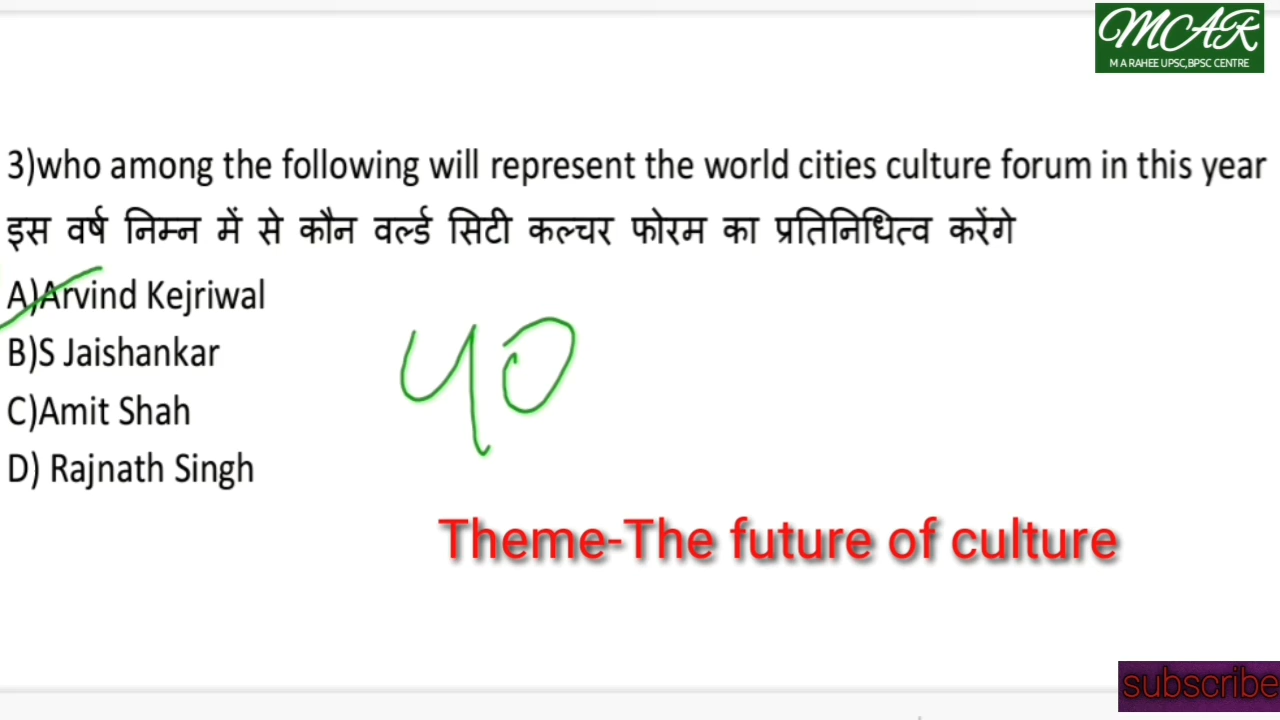 MCAR
M A RAHEE UPSC,BPSC CENTRE
3)who among the following will represent the world cities culture forum in this year
इस वर्ष निम्न में से कौन वर्ल्ड सिटी कल्चर फोरम का प्रतिनिधित्व करेंगे
A)Arvind Kejriwal
B)S Jaishankar
C)Amit Shah
D) Rajnath Singh
40
Theme-The future of culture
subscribe